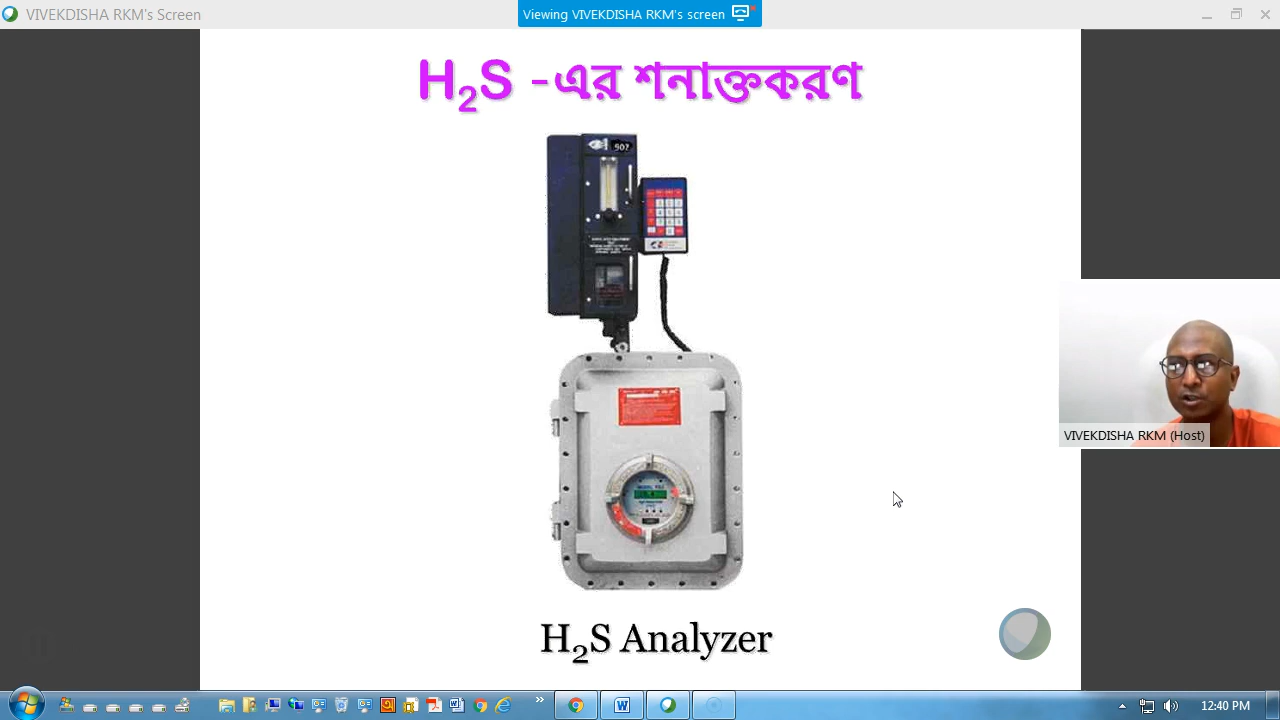 VIVEKDISHA RKM's Screen
Viewing VIVEKDISHA RKM's screen
H2S -এর শনাক্তকরণ
902
VIVEKDISHA RKM (Host)
H2S Analyzer
12:40 PM